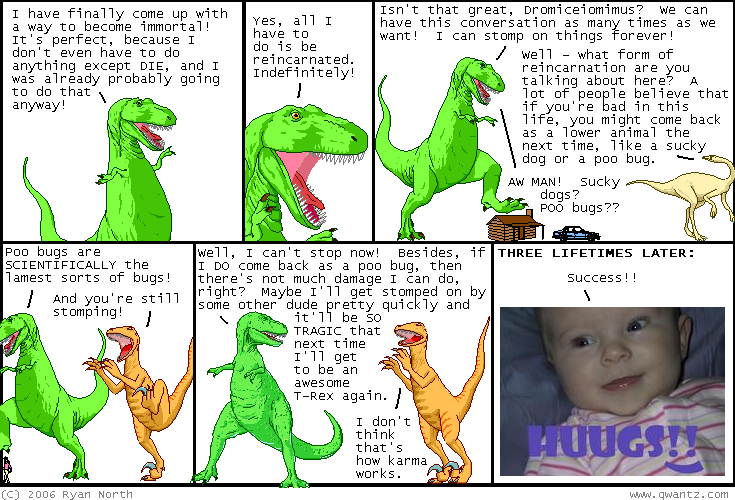 I have finally come up with
a way to become immortal!
It's perfect, because I
don't even have to do
anything except DIE, and I
was already probably going
to do that
anyway!
Yes, all I
have to
do is be
reincarnated.
Indefinitely!
Isn't that great, Dromiceiomimus? We can
have this conversation as many times as we
want! I can stomp on things forever!
Well - what form of
reincarnation are you
talking about here? A
lot of people believe that
if you're bad in this
life, you might come back
as a lower animal the
next time, like a sucky
dog or a poo bug.
AW MAN! Sucky
dogs?
POO bugs??
Poo bugs are
SCIENTIFICALLY the
lamest sorts of bugs!
And you're still
stomping!
Well, I can't stop now! Besides, if
I DO come back as a poo bug, then
there's not much damage I can do,
right? Maybe I'll get stomped on by
some other dude pretty quickly and
it'll be SO
TRAGIC that
next time
I'll get
to be an
awesome
T-Rex again.
I don't
think
that's
how karma
works.
THREE LIFETIMES LATER:
Success!!
HUUGS!!
(C) 2006 Ryan North
www.qwantz.com